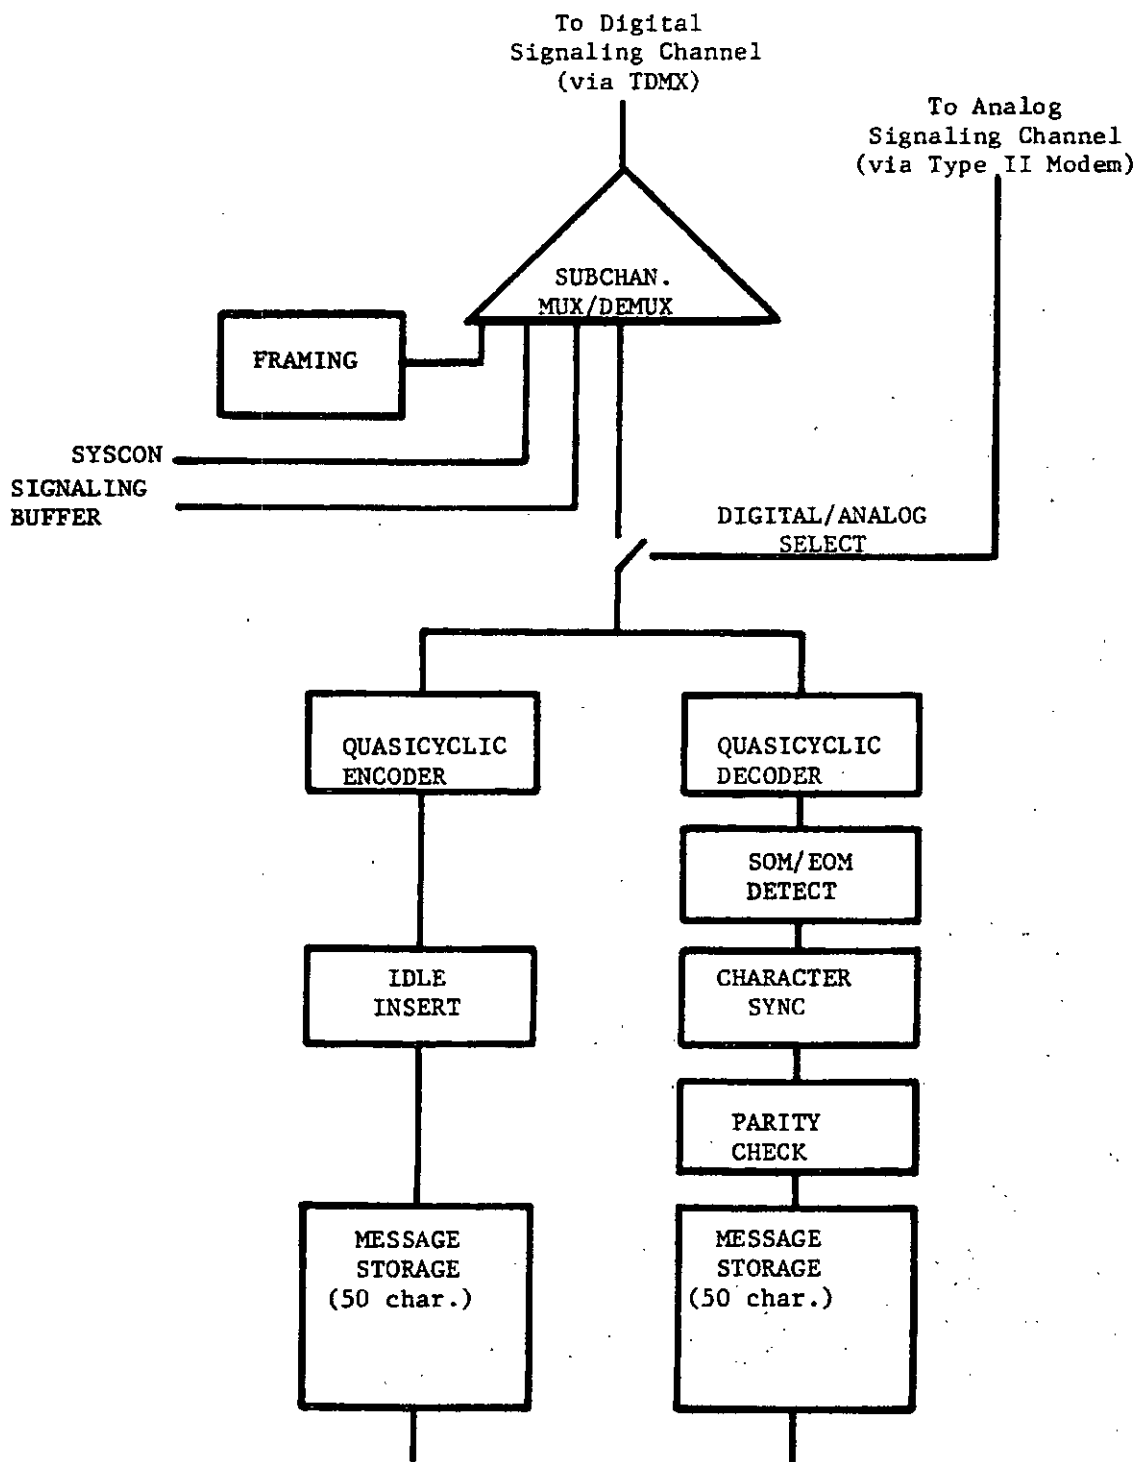 To Digital
Signaling Channel
(via TDMX)
To Analog
Signaling Channel
(via Type II Modem)
SUBCHAN.
MUX/DEMUX
FRAMING
SYSCON
SIGNALING
BUFFER
DIGITAL/ANALOG
SELECT
QUASICYCLIC
ENCODER
QUASICYCLIC
DECODER
SOM/EOM
DETECT
IDLE
INSERT
CHARACTER
SYNC
PARITY
CHECK
MESSAGE
STORAGE
(50 char.)
MESSAGE
STORAGE
(50 char.)